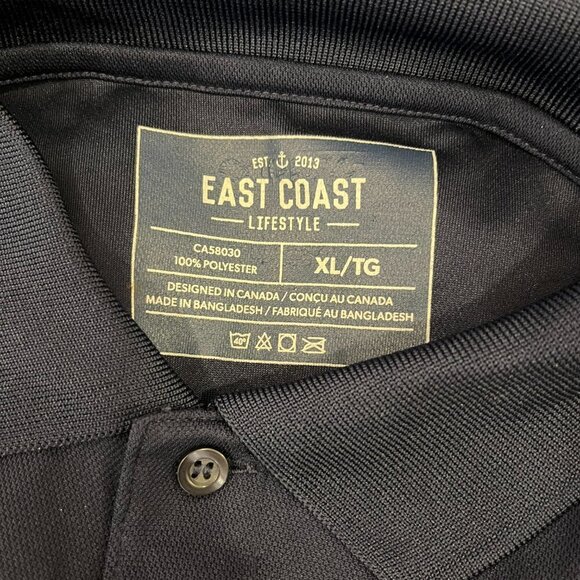 EST 2013
EAST COAST
LIFESTYLE
CA58030
100% POLYESTER
XL/TG
DESIGNED IN CANADA / CONÇU AU CANADA
MADE IN BANGLADESH / FABRIQUÉ AU BANGLADESH
40°